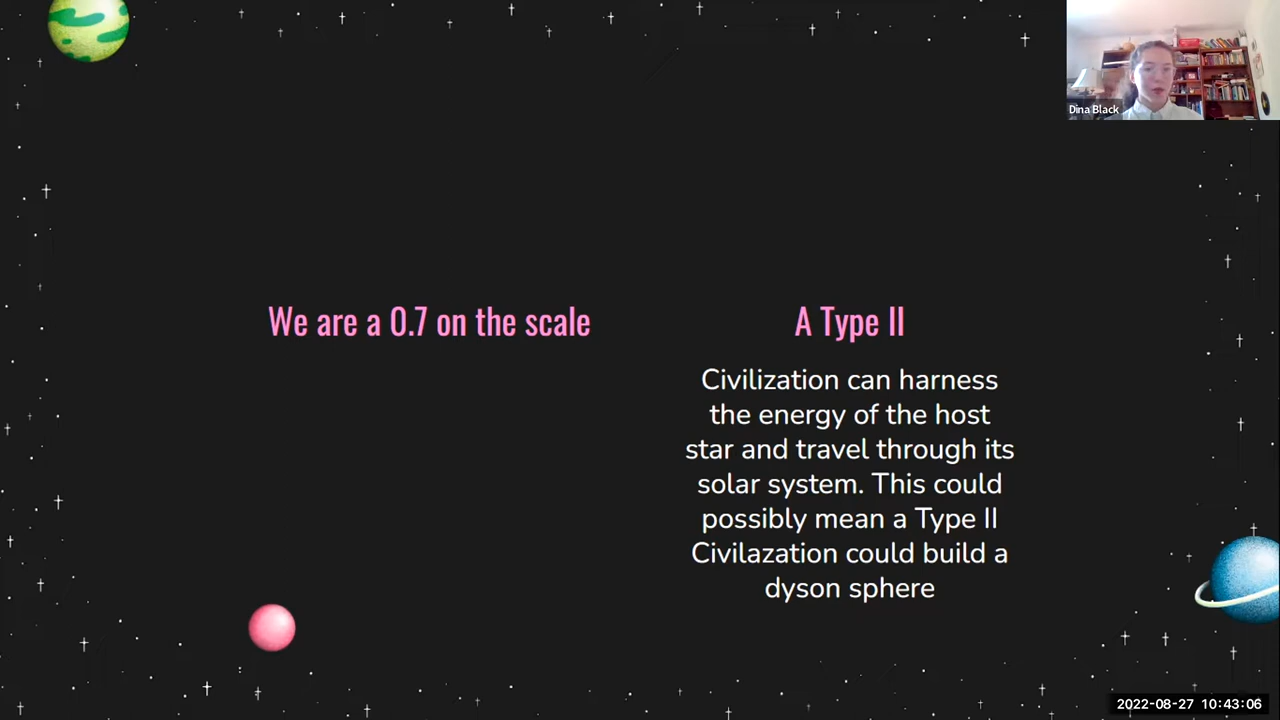 Dina Black
We are a 0.7 on the scale
A Type II
Civilization can harness
the energy of the host
star and travel through its
solar system. This could
possibly mean a Type II
Civilazation could build a
dyson sphere
2022-08-27 10:43:06